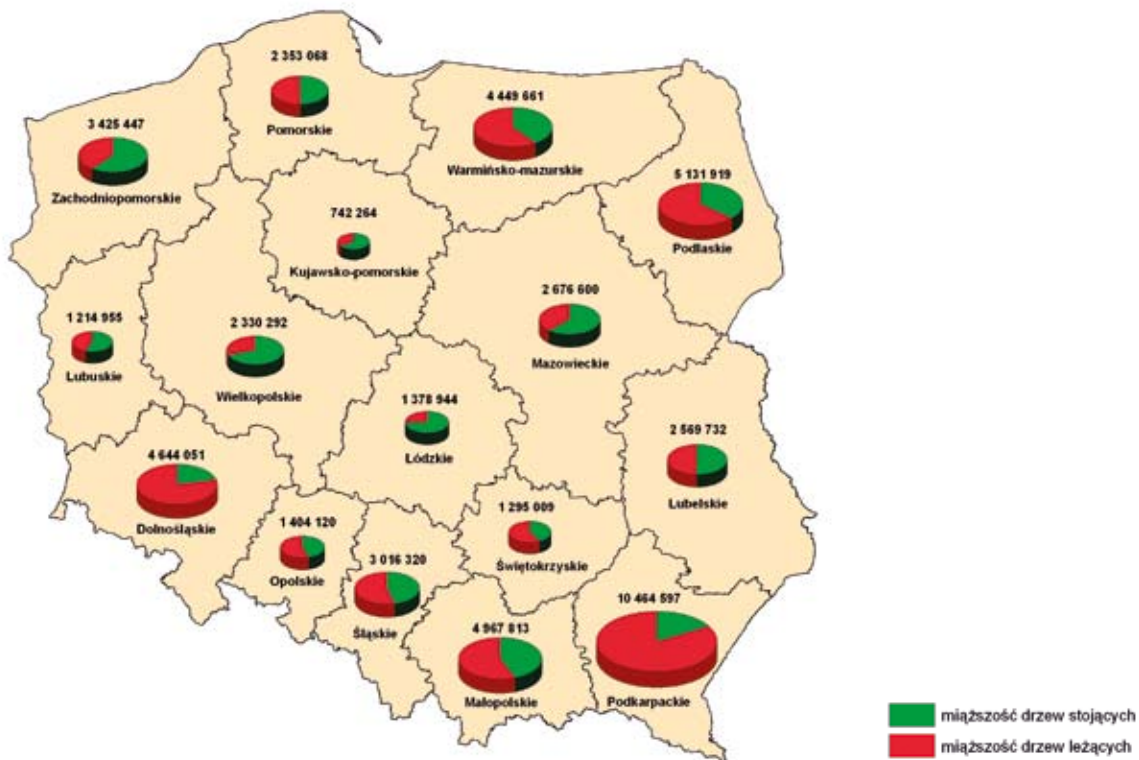 2 353 068
Pomorskie
4 449 661
Warmińsko-mazurskie
3 425 447
Zachodniopomorskie
5 131 919
Podlaskie
742 264
Kujawsko-pomorskie
2 676 600
Mazowieckie
1 214 955
Lubuskie
2 330 292
Wielkopolskie
1 378 944
Łódzkie
2 569 732
Lubelskie
4 644 051
Dolnośląskie
1 404 120
Opolskie
3 016 320
Śląskie
1 295 009
Świętokrzyskie
4 967 813
Małopolskie
10 464 597
Podkarpackie
miąższość drzew stojących
miąższość drzew leżących